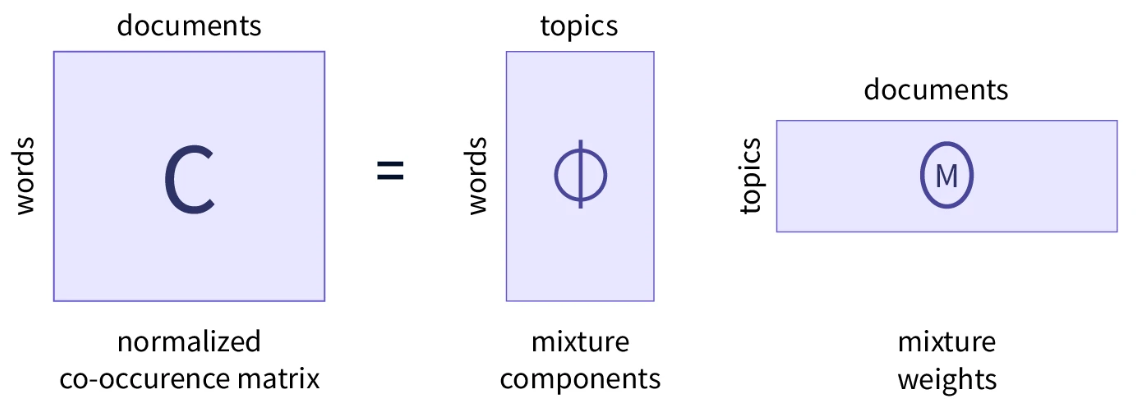 documents
words
C
normalized
co-occurence matrix
=
topics
words
Φ
mixture
components
documents
topics
M
mixture
weights